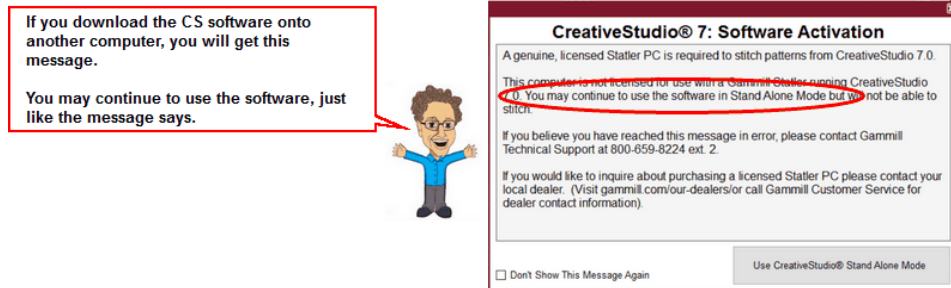 If you download the CS software onto
another computer, you will get this
message.
You may continue to use the software, just
like the message says.
CreativeStudio® 7: Software Activation
A genuine, licensed Statler PC is required to stitch patterns from CreativeStudio 7.0.
This computer is not licensed for use with a Gammill Statler running CreativeStudio
7.0. You may continue to use the software in Stand Alone Mode but will not be able to
stitch.
If you believe you have reached this message in error, please contact Gammill
Technical Support at 800-659-8224 ext. 2.
If you would like to inquire about purchasing a licensed Statler PC please contact your
local dealer. (Visit gammill.com/our-dealers/or call Gammill Customer Service for
dealer contact information).
Don't Show This Message Again
Use CreativeStudio® Stand Alone Mode